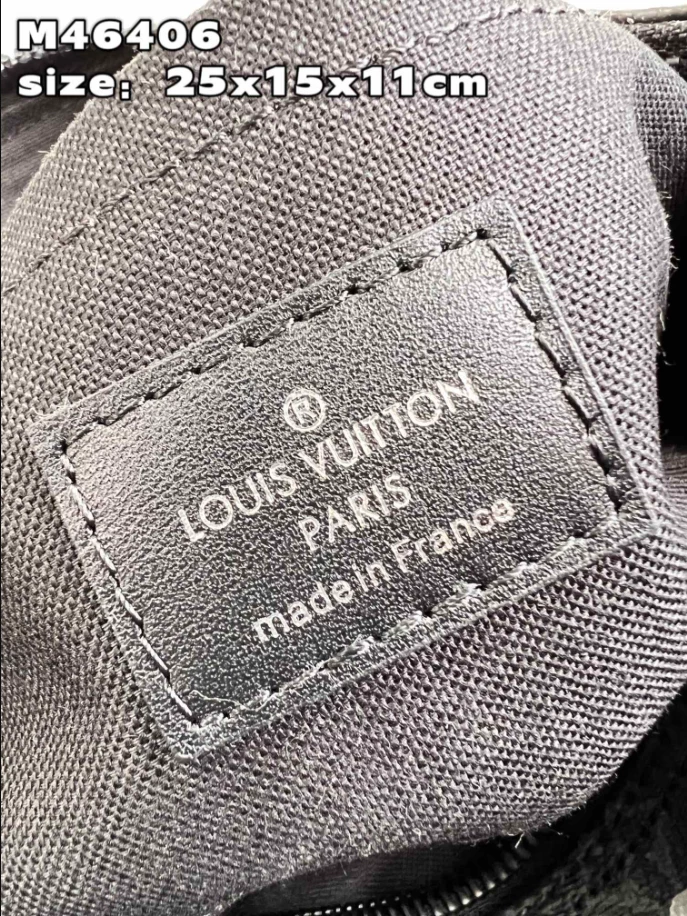 M46406
size：25x15x11cm
®
LOUIS VUITTON
PARIS
made in France